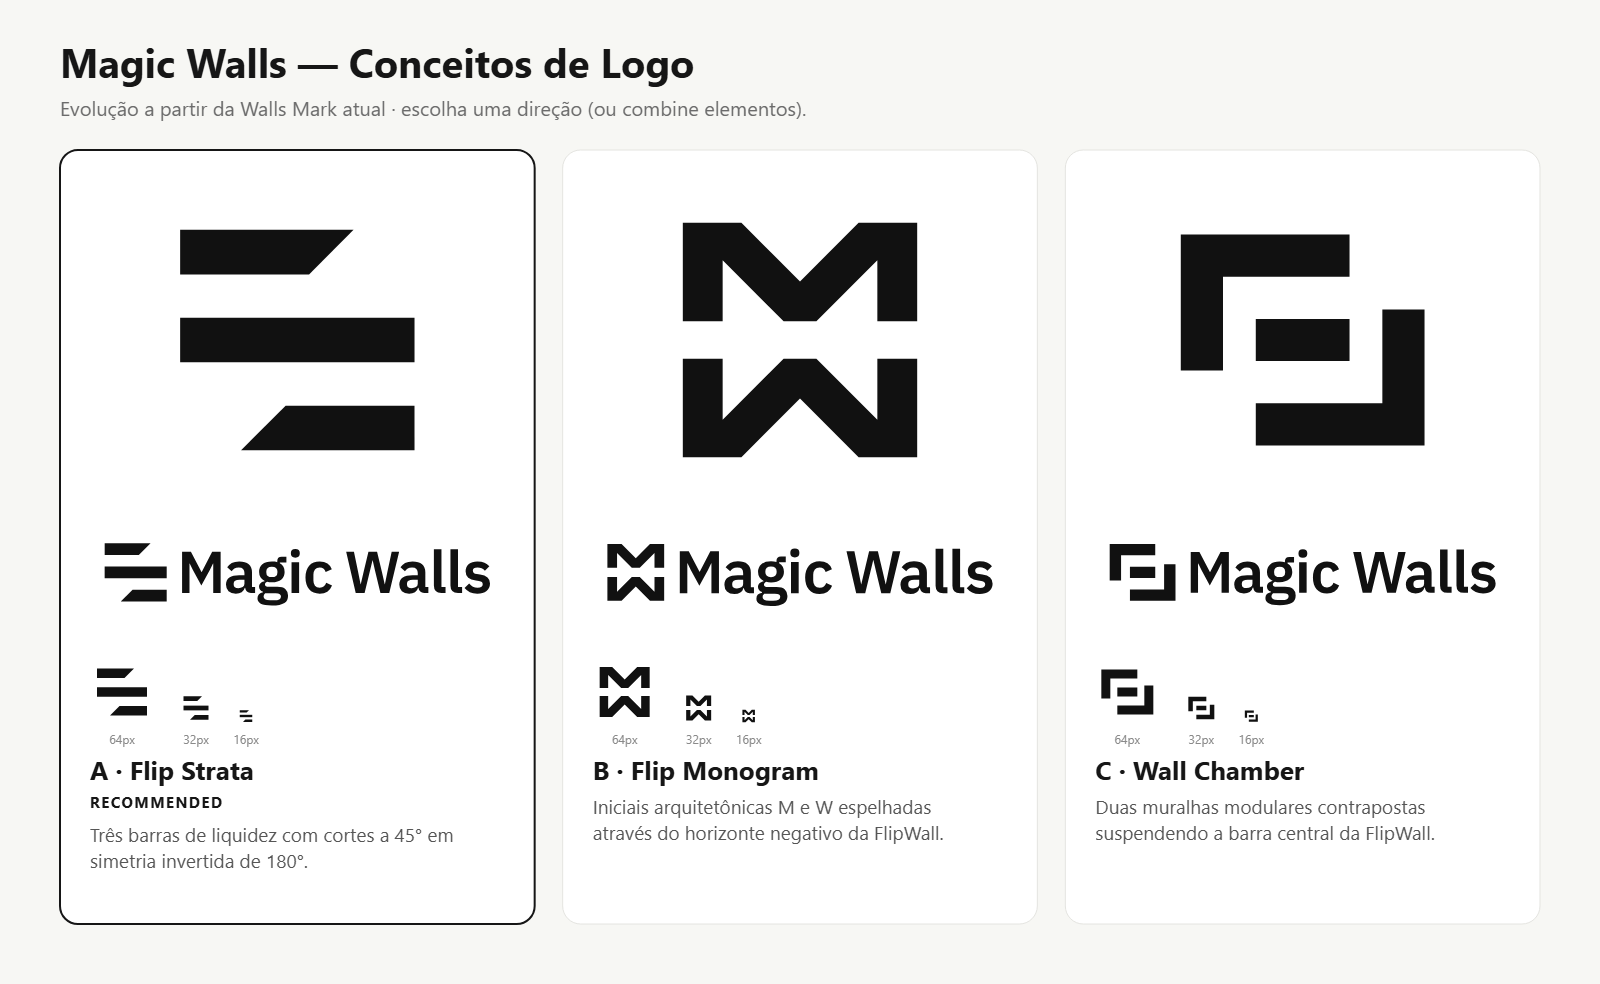 Magic Walls — Conceitos de Logo
Evolução a partir da Walls Mark atual · escolha uma direção (ou combine elementos).
Magic Walls
64px 32px 16px
A · Flip Strata
RECOMMENDED
Três barras de liquidez com cortes a 45° em
simetria invertida de 180°.
Magic Walls
64px 32px 16px
B · Flip Monogram
Iniciais arquitetônicas M e W espelhadas
através do horizonte negativo da FlipWall.
Magic Walls
64px 32px 16px
C · Wall Chamber
Duas muralhas modulares contrapostas
suspendendo a barra central da FlipWall.